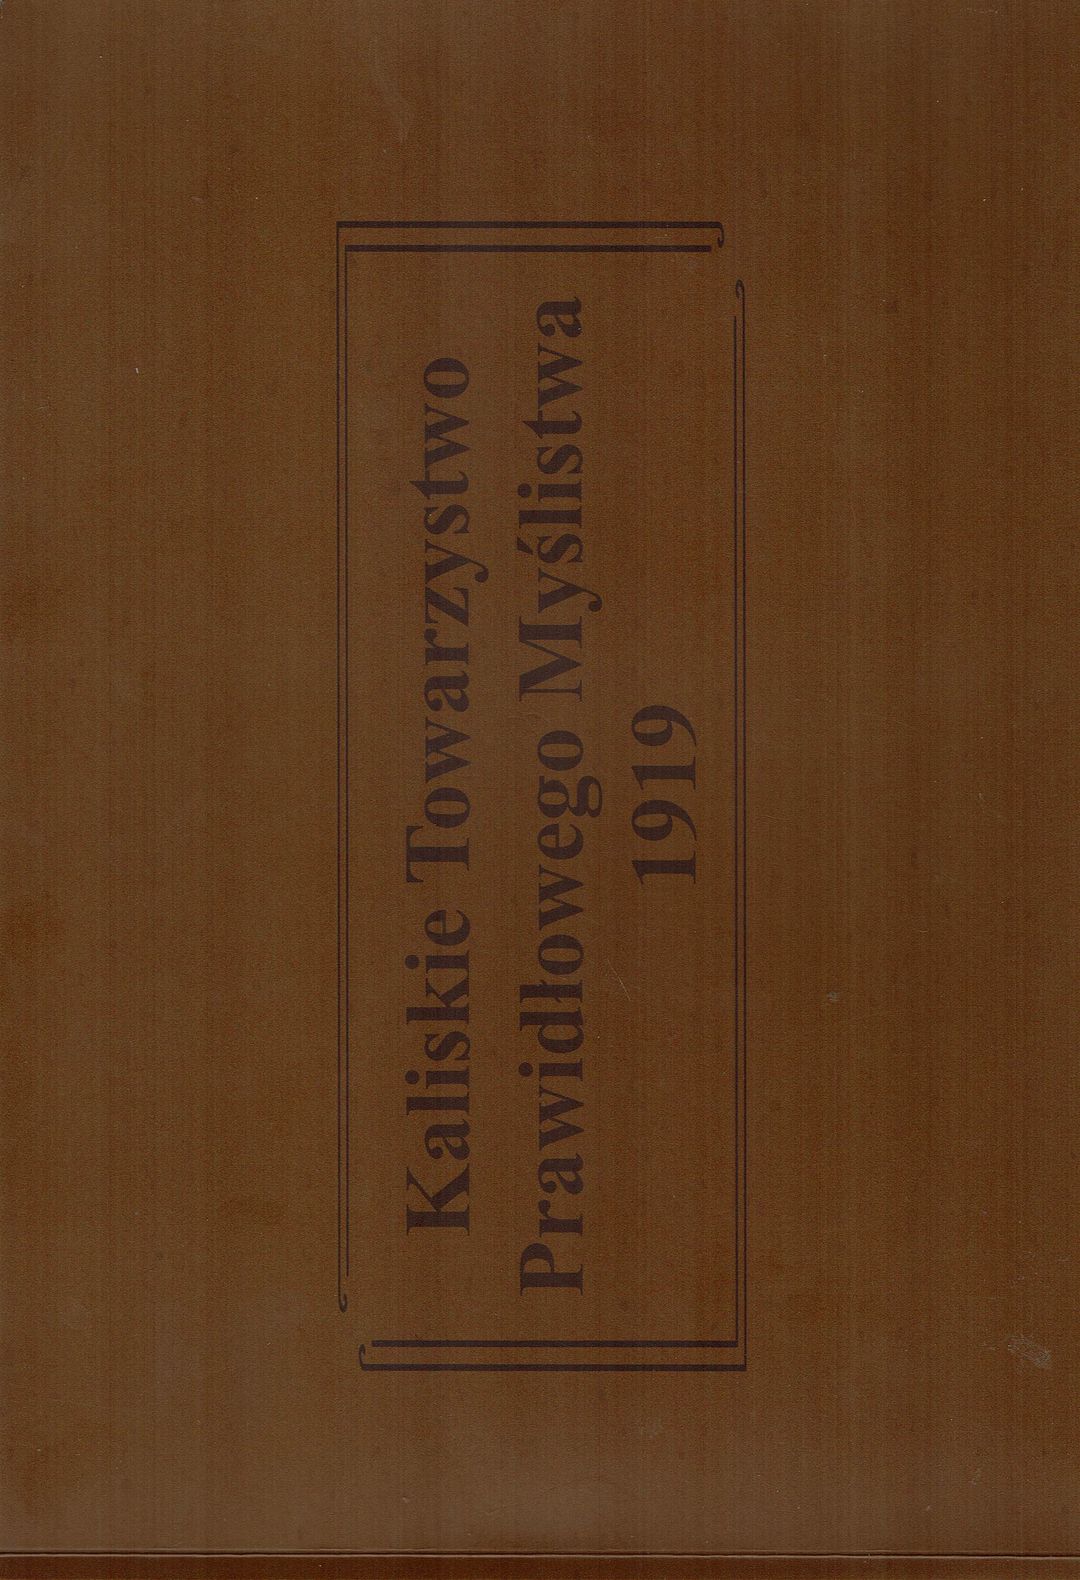 Kaliskie Towarzystwo
Prawidłowego Myślistwa
1919